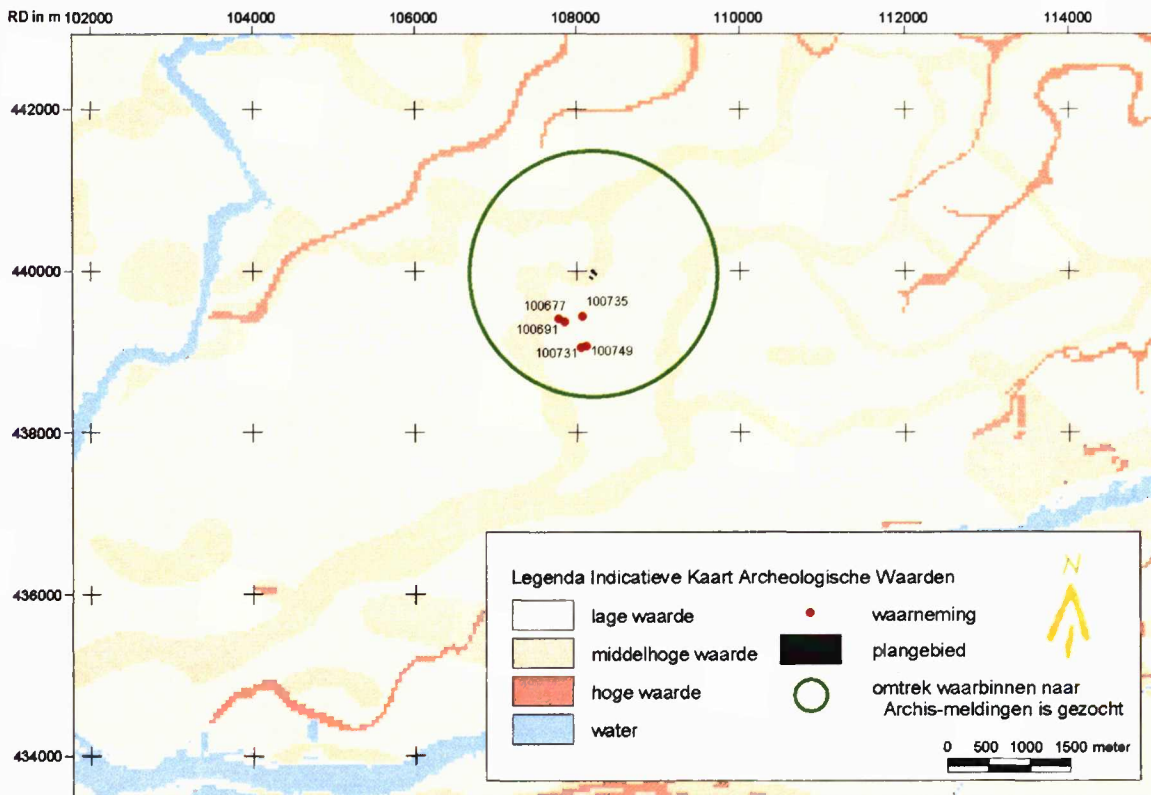 RD in m 102000 104000 106000 108000 110000 112000 114000
442000
440000
100677 100735
100691
100731 100749
438000
436000
434000
Legenda Indicatieve Kaart Archeologische Waarden
lage waarde
middelhoge waarde
hoge waarde
water
waarneming
plangebied
omtrek waarbinnen naar
Archis-meldingen is gezocht
N
0 500 1000 1500 meter